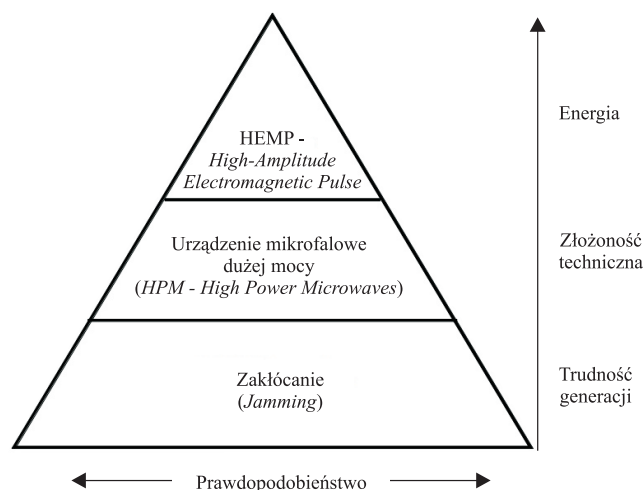 HEMP -
High-Amplitude
Electromagnetic Pulse
Urządzenie mikrofalowe
dużej mocy
(HPM - High Power Microwaves)
Zakłócanie
(Jamming)
Energia
Złożoność
techniczna
Trudność
generacji
Prawdopodobieństwo